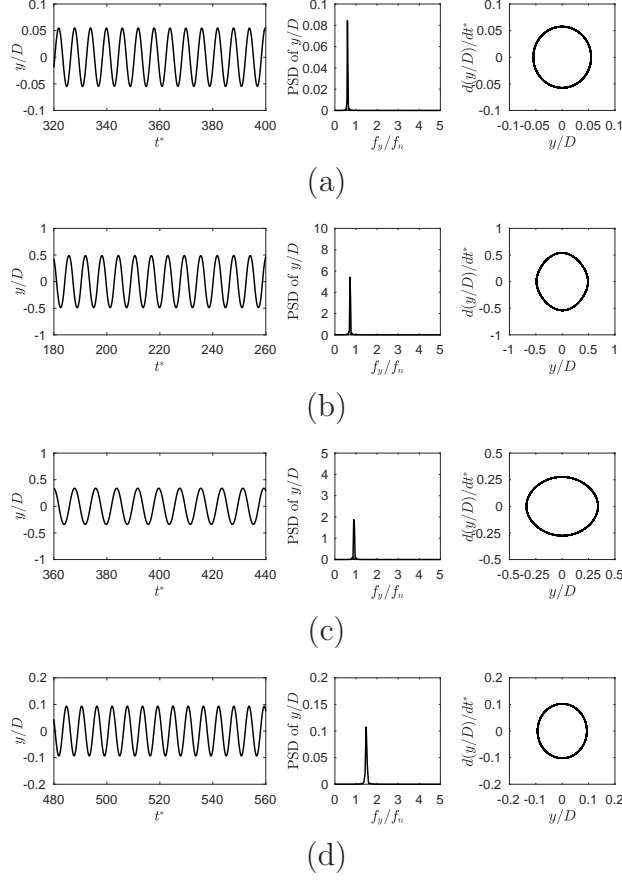 y/D
0.1
0.05
0
-0.05
-0.1
320 340 360 380 400
t*
PSD of y/D
0.1
0.08
0.06
0.04
0.02
0
0 1 2 3 4 5
f_y/f_n
d(y/D)/dt*
0.1
0.05
0
-0.05
-0.1
-0.1 -0.05 0 0.05 0.1
y/D
(a)
y/D
1
0.5
0
-0.5
-1
180 200 220 240 260
t*
PSD of y/D
10
8
6
4
2
0
0 1 2 3 4 5
f_y/f_n
d(y/D)/dt*
1
0.5
0
-0.5
-1
-1 -0.5 0 0.5 1
y/D
(b)
y/D
1
0.5
0
-0.5
-1
360 380 400 420 440
t*
PSD of y/D
5
4
3
2
1
0
0 1 2 3 4 5
f_y/f_n
d(y/D)/dt*
0.5
0.25
0
-0.25
-0.5
-0.5 -0.25 0 0.25 0.5
y/D
(c)
y/D
0.2
0.1
0
-0.1
-0.2
480 500 520 540 560
t*
PSD of y/D
0.2
0.15
0.1
0.05
0
0 1 2 3 4 5
f_y/f_n
d(y/D)/dt*
0.2
0.1
0
-0.1
-0.2
-0.2 -0.1 0 0.1 0.2
y/D
(d)